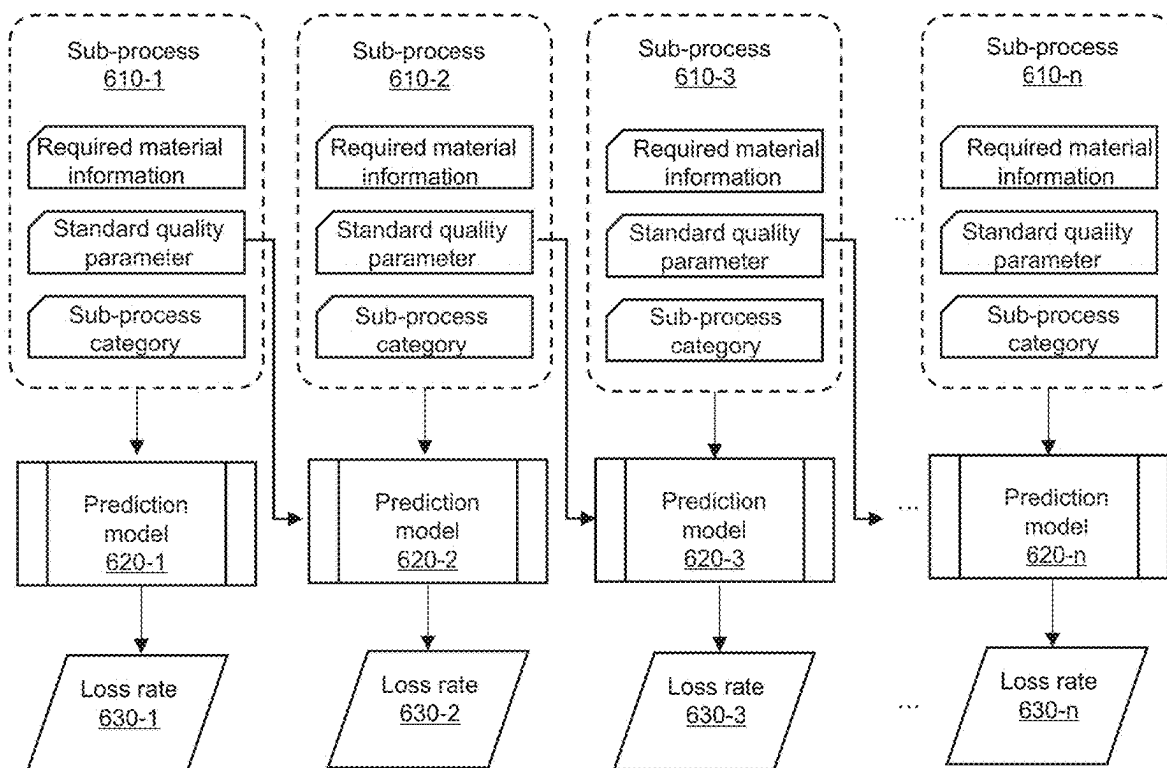 Sub-process
610-1
Required material
information
Standard quality
parameter
Sub-process
category
Prediction
model
620-1
Loss rate
630-1
Sub-process
610-2
Required material
information
Standard quality
parameter
Sub-process
category
Prediction
model
620-2
Loss rate
630-2
Sub-process
610-3
Required material
information
Standard quality
parameter
Sub-process
category
Prediction
model
620-3
Loss rate
630-3
...
...
...
Sub-process
610-n
Required material
information
Standard quality
parameter
Sub-process
category
Prediction
model
620-n
Loss rate
630-n